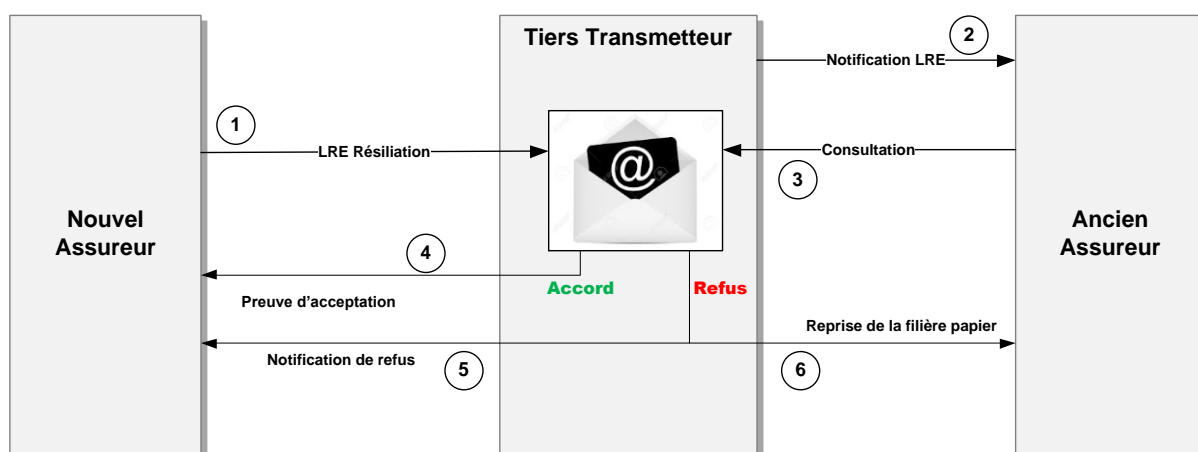 Tiers Transmetteur
2
Notification LRE
1
LRE Résiliation
@
Consultation
3
Nouvel
Assureur
Ancien
Assureur
4
Accord
Refus
Preuve d'acceptation
Reprise de la filière papier
Notification de refus
5
6